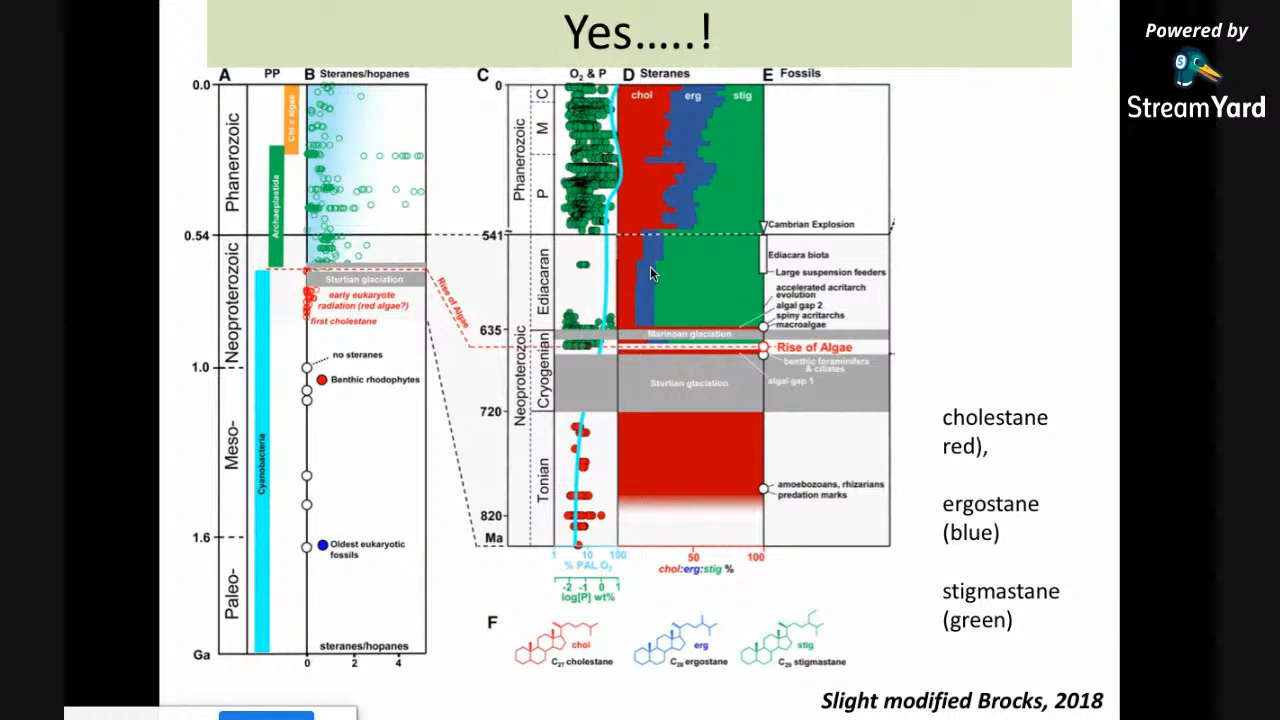 Yes.....!
Powered by
StreamYard
A PP B Steranes/hopanes
C O₂ & P D Steranes E Fossils
0.0
0.54
1.0
1.6
Ga
Phanerozoic
Neoproterozoic
Meso-
Paleo-
Chl c algae
Archaeplastida
Cyanobacteria
Sturtian glaciation
early eukaryote
radiation (red algae?)
first cholestane
no steranes
Benthic rhodophytes
Oldest eukaryotic
fossils
steranes/hopanes
0 2 4
Rise of Algae
0
541
635
720
820
Ma
Phanerozoic
Neoproterozoic
C
M
P
Ediacaran
Cryogenian
Tonian
chol erg stig
Marinoan glaciation
Sturtian glaciation
Cambrian Explosion
Ediacara biota
Large suspension feeders
accelerated acritarch
evolution
algal gap 2
spiny acritarchs
macroalgae
Rise of Algae
benthic foraminifera
& ciliates
algal gap 1
amoebozoans, rhizarians
predation marks
1 10 100
% PAL O₂
-2 -1 0 1
log[P] wt%
50 100
chol:erg:stig %
F
chol
C₂₇ cholestane
erg
C₂₈ ergostane
stig
C₂₉ stigmastane
cholestane
red),
ergostane
(blue)
stigmastane
(green)
Slight modified Brocks, 2018